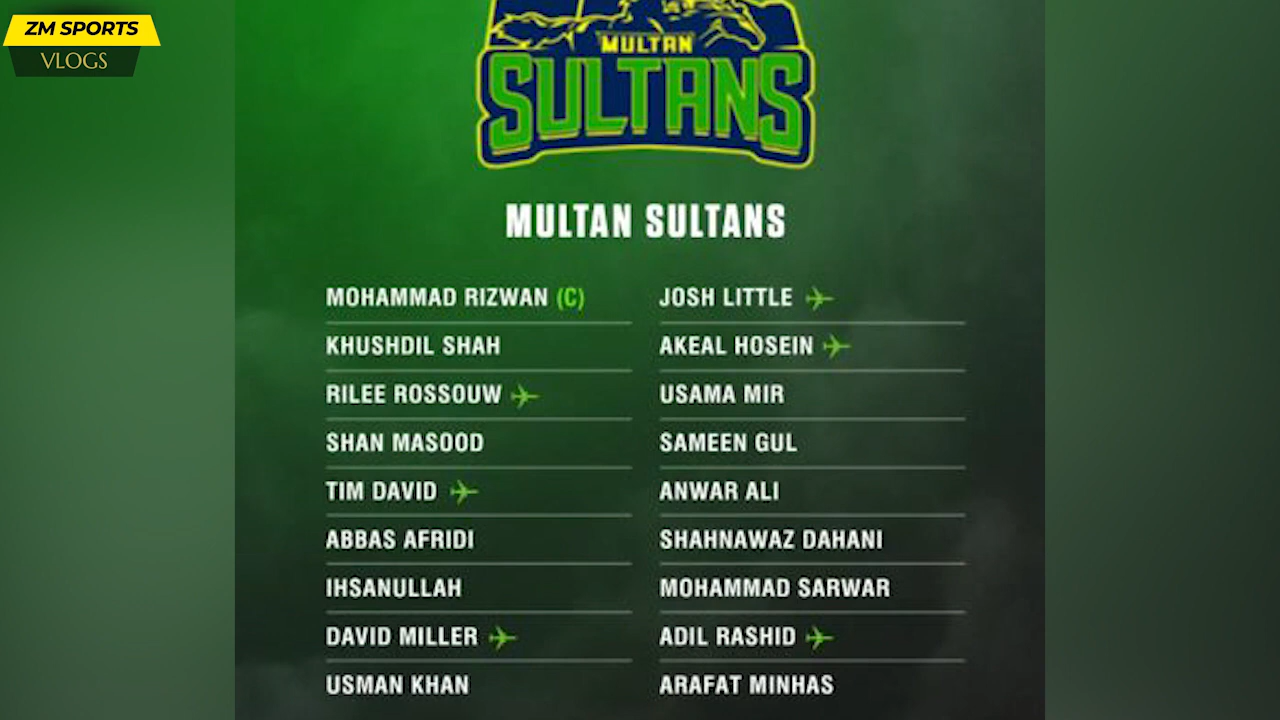 ZM SPORTS
VLOGS
MULTAN
SULTANS
MULTAN SULTANS
MOHAMMAD RIZWAN (C)
KHUSHDIL SHAH
RILEE ROSSOUW
SHAN MASOOD
TIM DAVID
ABBAS AFRIDI
IHSANULLAH
DAVID MILLER
USMAN KHAN
JOSH LITTLE
AKEAL HOSEIN
USAMA MIR
SAMEEN GUL
ANWAR ALI
SHAHNAWAZ DAHANI
MOHAMMAD SARWAR
ADIL RASHID
ARAFAT MINHAS